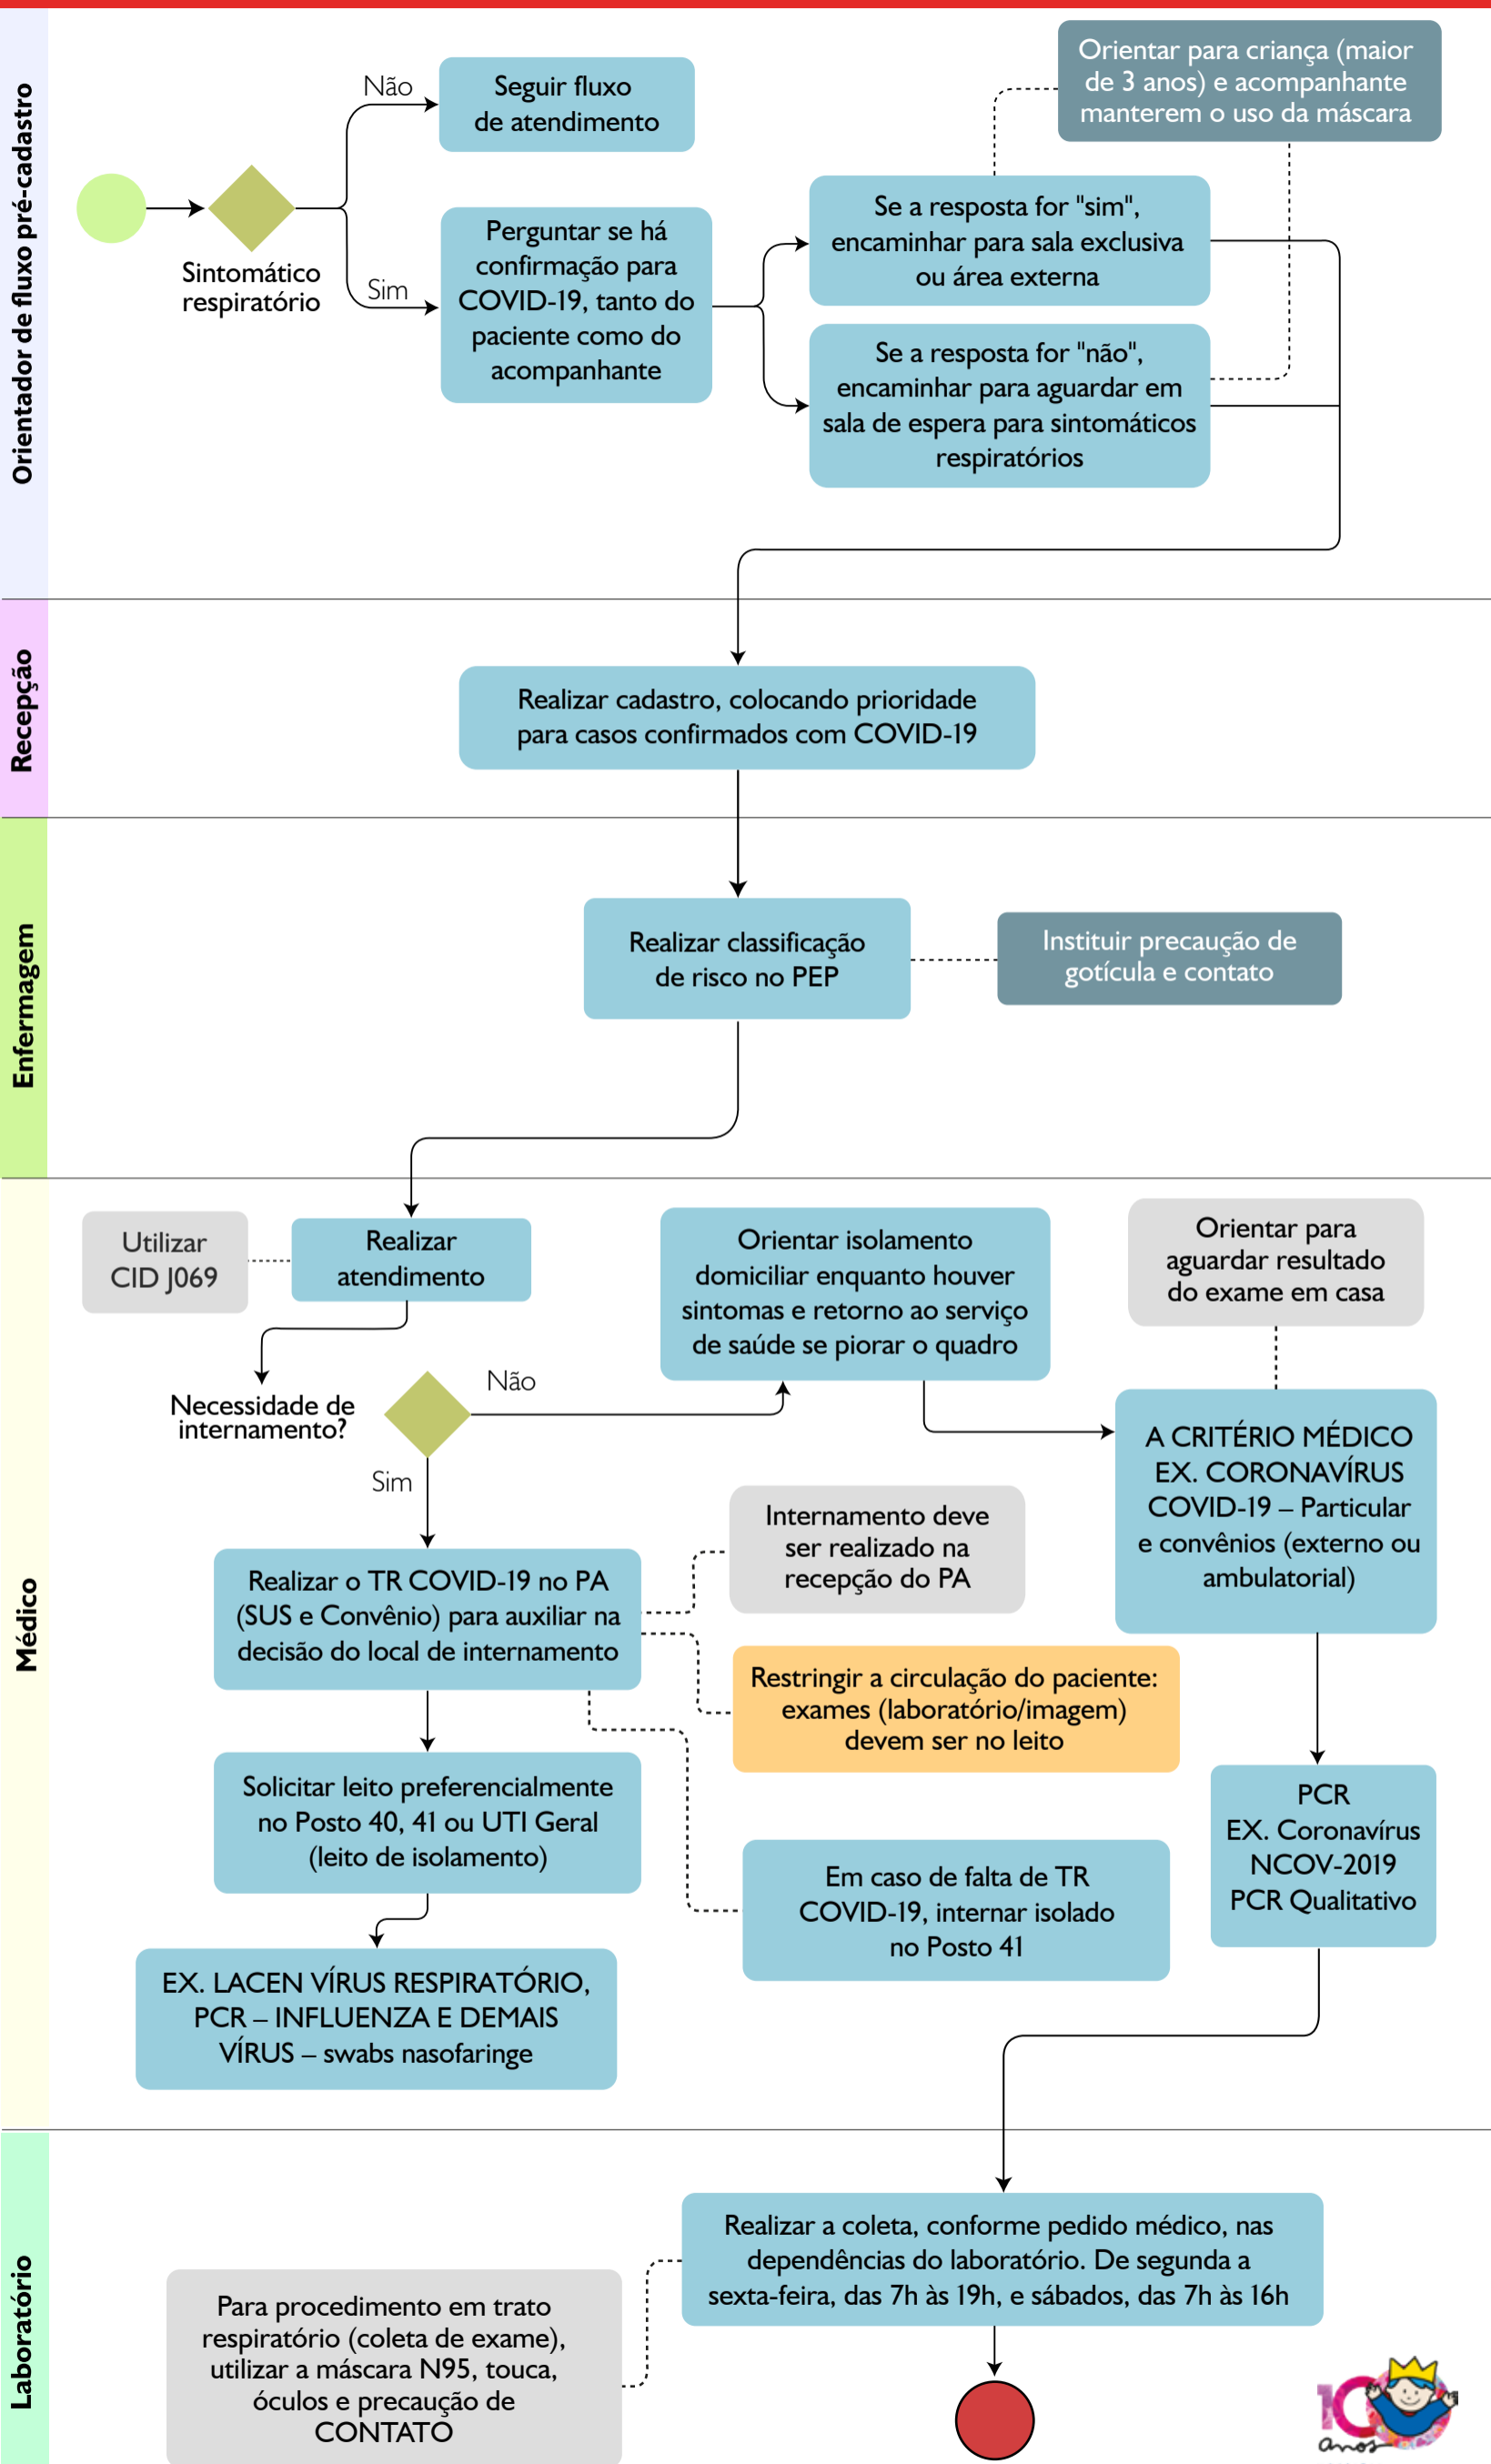 Orientador de fluxo pré-cadastro
Não
Seguir fluxo
de atendimento
Orientar para criança (maior
de 3 anos) e acompanhante
manterem o uso da máscara
Sintomático
respiratório
Sim
Perguntar se há
confirmação para
COVID-19, tanto do
paciente como do
acompanhante
Se a resposta for "sim",
encaminhar para sala exclusiva
ou área externa
Se a resposta for "não",
encaminhar para aguardar em
sala de espera para sintomáticos
respiratórios
Recepção
Realizar cadastro, colocando prioridade
para casos confirmados com COVID-19
Enfermagem
Realizar classificação
de risco no PEP
Instituir precaução de
gotícula e contato
Médico
Utilizar
CID J069
Realizar
atendimento
Necessidade de
internamento?
Não
Orientar isolamento
domiciliar enquanto houver
sintomas e retorno ao serviço
de saúde se piorar o quadro
Orientar para
aguardar resultado
do exame em casa
A CRITÉRIO MÉDICO
EX. CORONAVÍRUS
COVID-19 – Particular
e convênios (externo ou
ambulatorial)
Sim
Realizar o TR COVID-19 no PA
(SUS e Convênio) para auxiliar na
decisão do local de internamento
Internamento deve
ser realizado na
recepção do PA
Restringir a circulação do paciente:
exames (laboratório/imagem)
devem ser no leito
Solicitar leito preferencialmente
no Posto 40, 41 ou UTI Geral
(leito de isolamento)
Em caso de falta de TR
COVID-19, internar isolado
no Posto 41
PCR
EX. Coronavírus
NCOV-2019
PCR Qualitativo
EX. LACEN VÍRUS RESPIRATÓRIO,
PCR – INFLUENZA E DEMAIS
VÍRUS – swabs nasofaringe
Laboratório
Realizar a coleta, conforme pedido médico, nas
dependências do laboratório. De segunda a
sexta-feira, das 7h às 19h, e sábados, das 7h às 16h
Para procedimento em trato
respiratório (coleta de exame),
utilizar a máscara N95, touca,
óculos e precaução de
CONTATO
100
anos